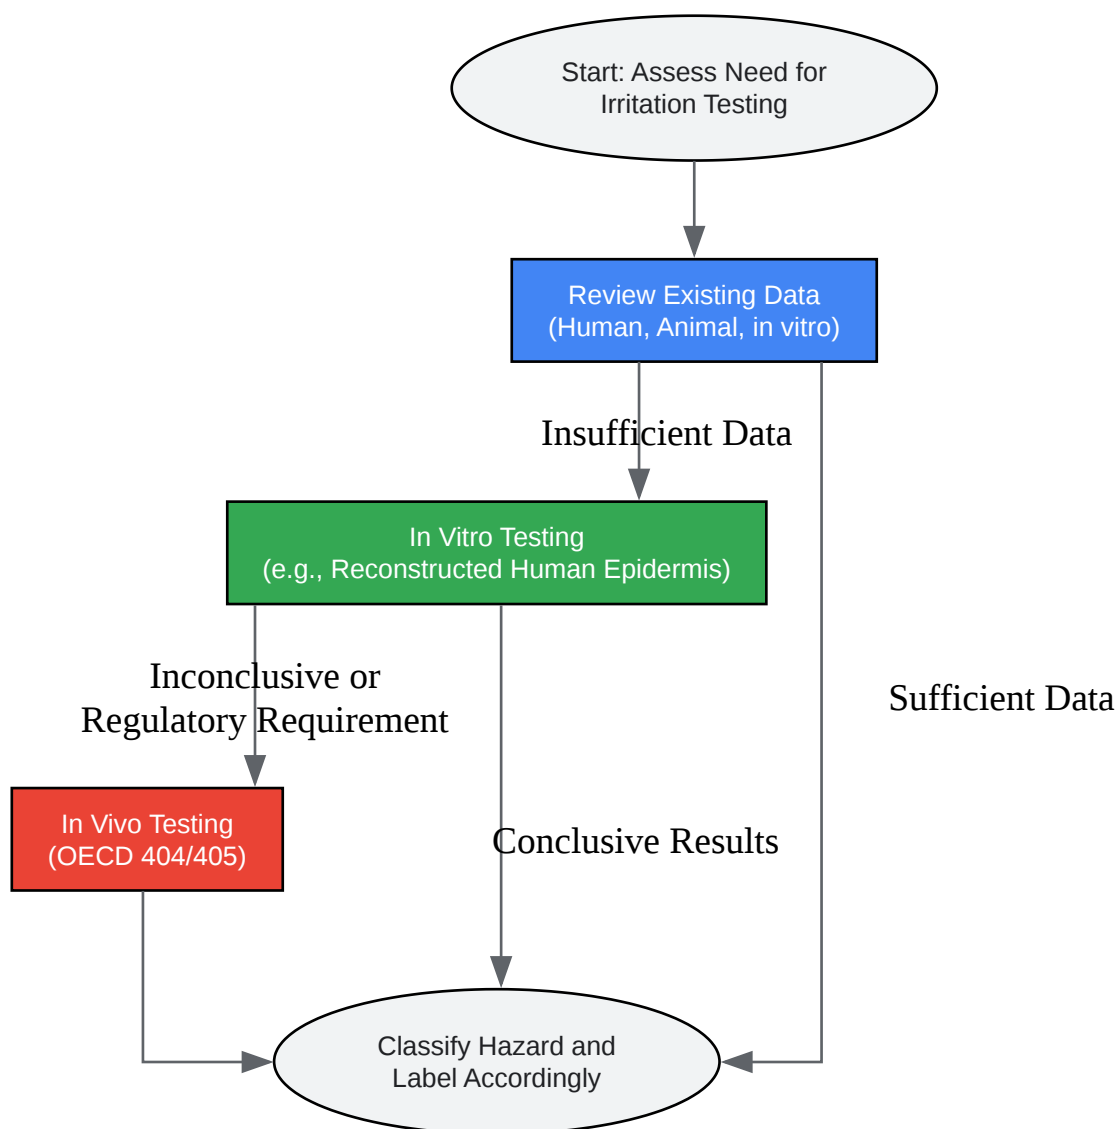 Start: Assess Need for
Irritation Testing
Review Existing Data
(Human, Animal, in vitro)
Insufficient Data
In Vitro Testing
(e.g., Reconstructed Human Epidermis)
Inconclusive or
Regulatory Requirement
Sufficient Data
In Vivo Testing
(OECD 404/405)
Conclusive Results
Classify Hazard and
Label Accordingly